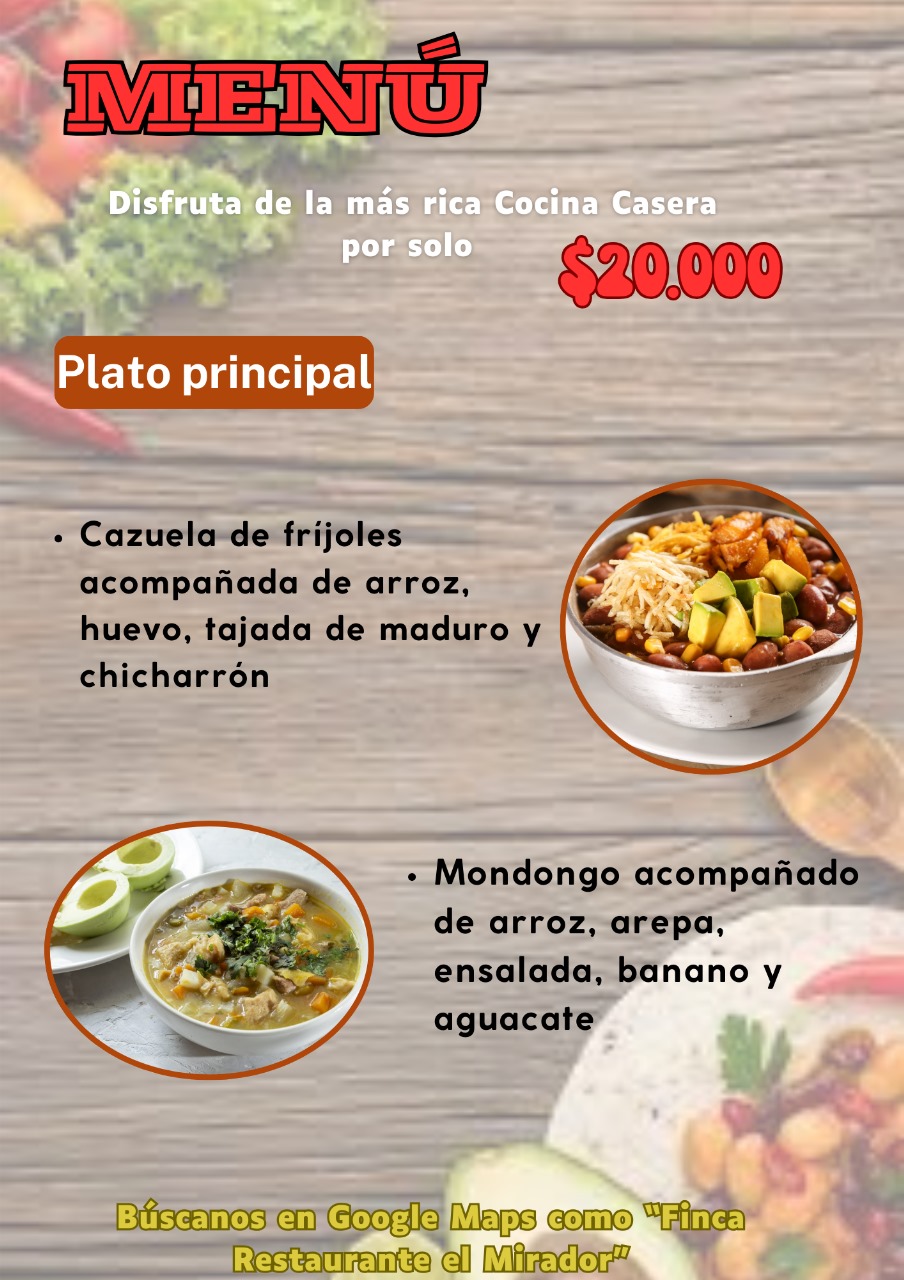 MENÚ
Disfruta de la más rica Cocina Casera
por solo
$20.000
Plato principal
• Cazuela de fríjoles
acompañada de arroz,
huevo, tajada de maduro y
chicharrón
• Mondongo acompañado
de arroz, arepa,
ensalada, banano y
aguacate
Búscanos en Google Maps como “Finca
Restaurante el Mirador”